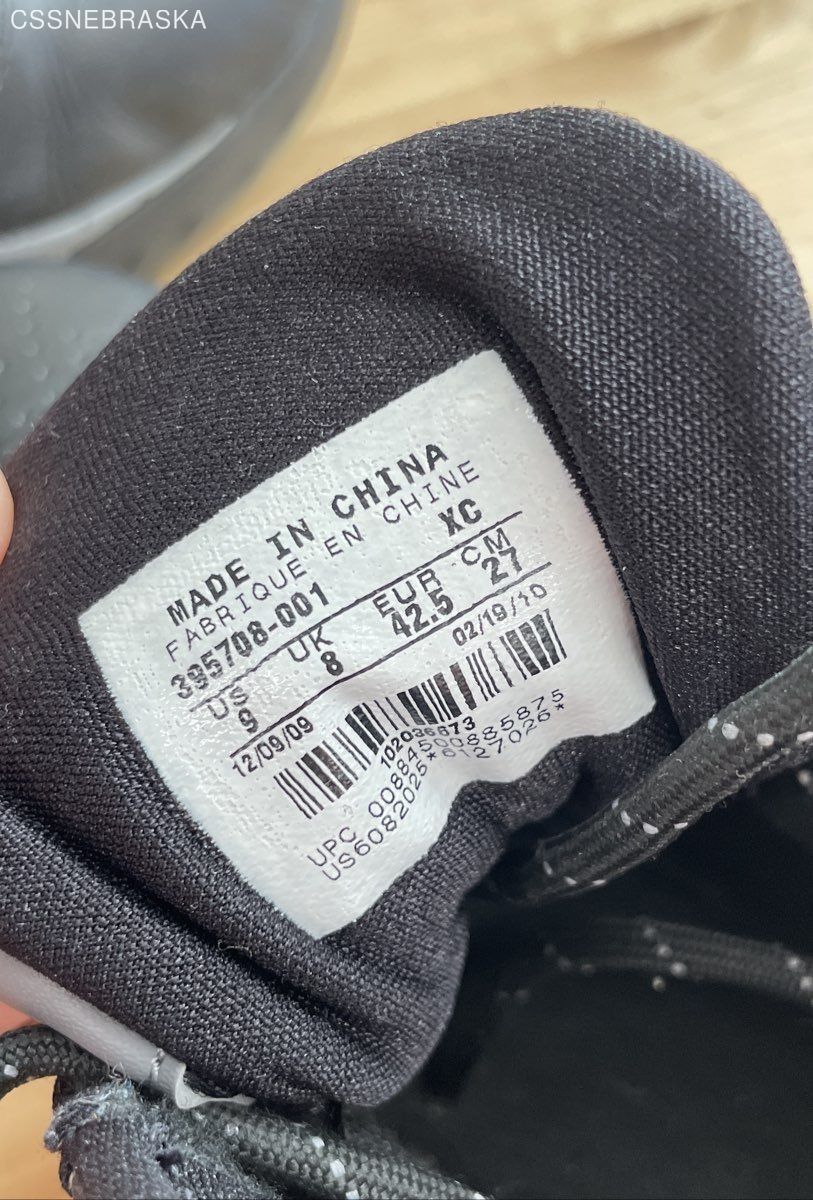 CSSNEBRASKA
MADE IN CHINA
FABRIQUE EN CHINE
395708-001 XC
US UK EUR CM
9 8 42.5 27
12/09/09 02/19/10
102036673
UPC 00884500885875
US6082025*6127026*